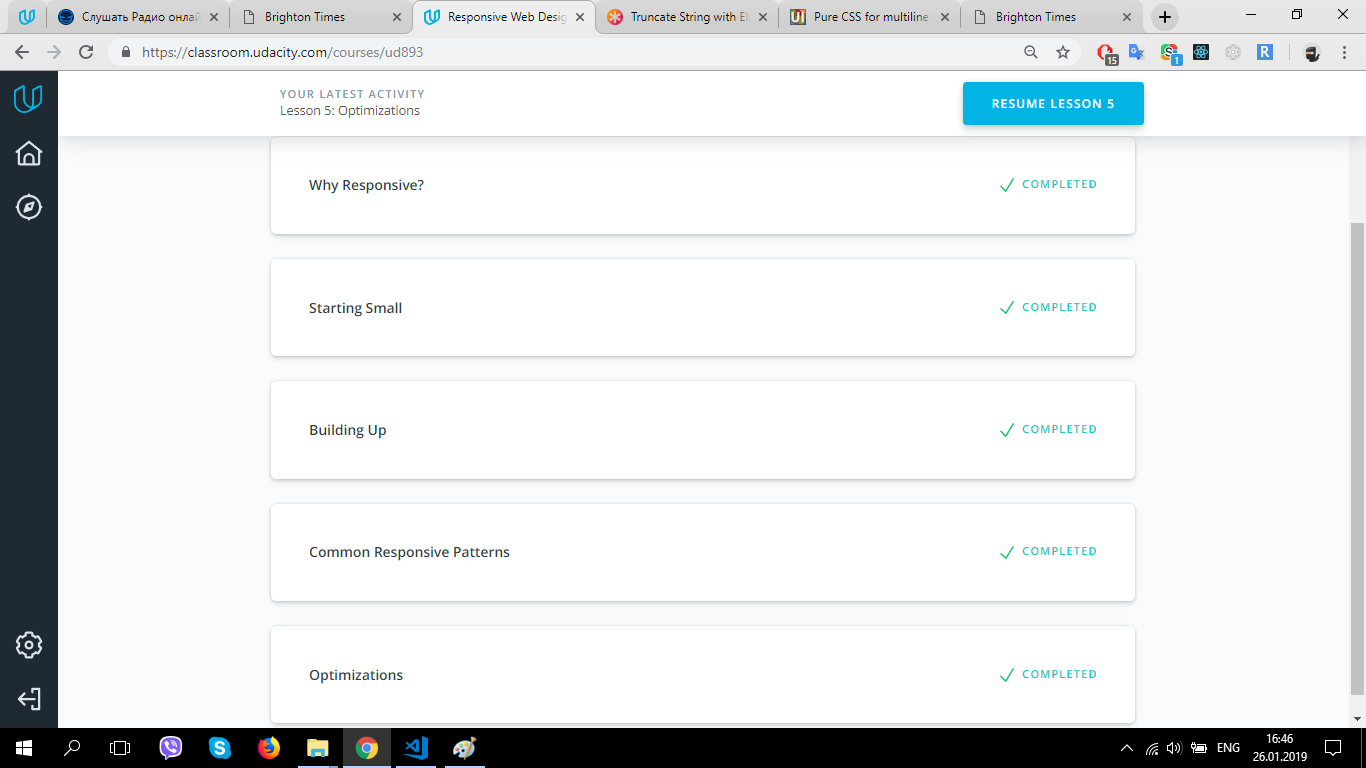 Слушать Радио онлай
Brighton Times
Responsive Web Desig
Truncate String with El
Pure CSS for multiline
Brighton Times
https://classroom.udacity.com/courses/ud893
15
1
R
YOUR LATEST ACTIVITY
Lesson 5: Optimizations
RESUME LESSON 5
Why Responsive?
COMPLETED
Starting Small
COMPLETED
Building Up
COMPLETED
Common Responsive Patterns
COMPLETED
Optimizations
COMPLETED
ENG
16:46
26.01.2019